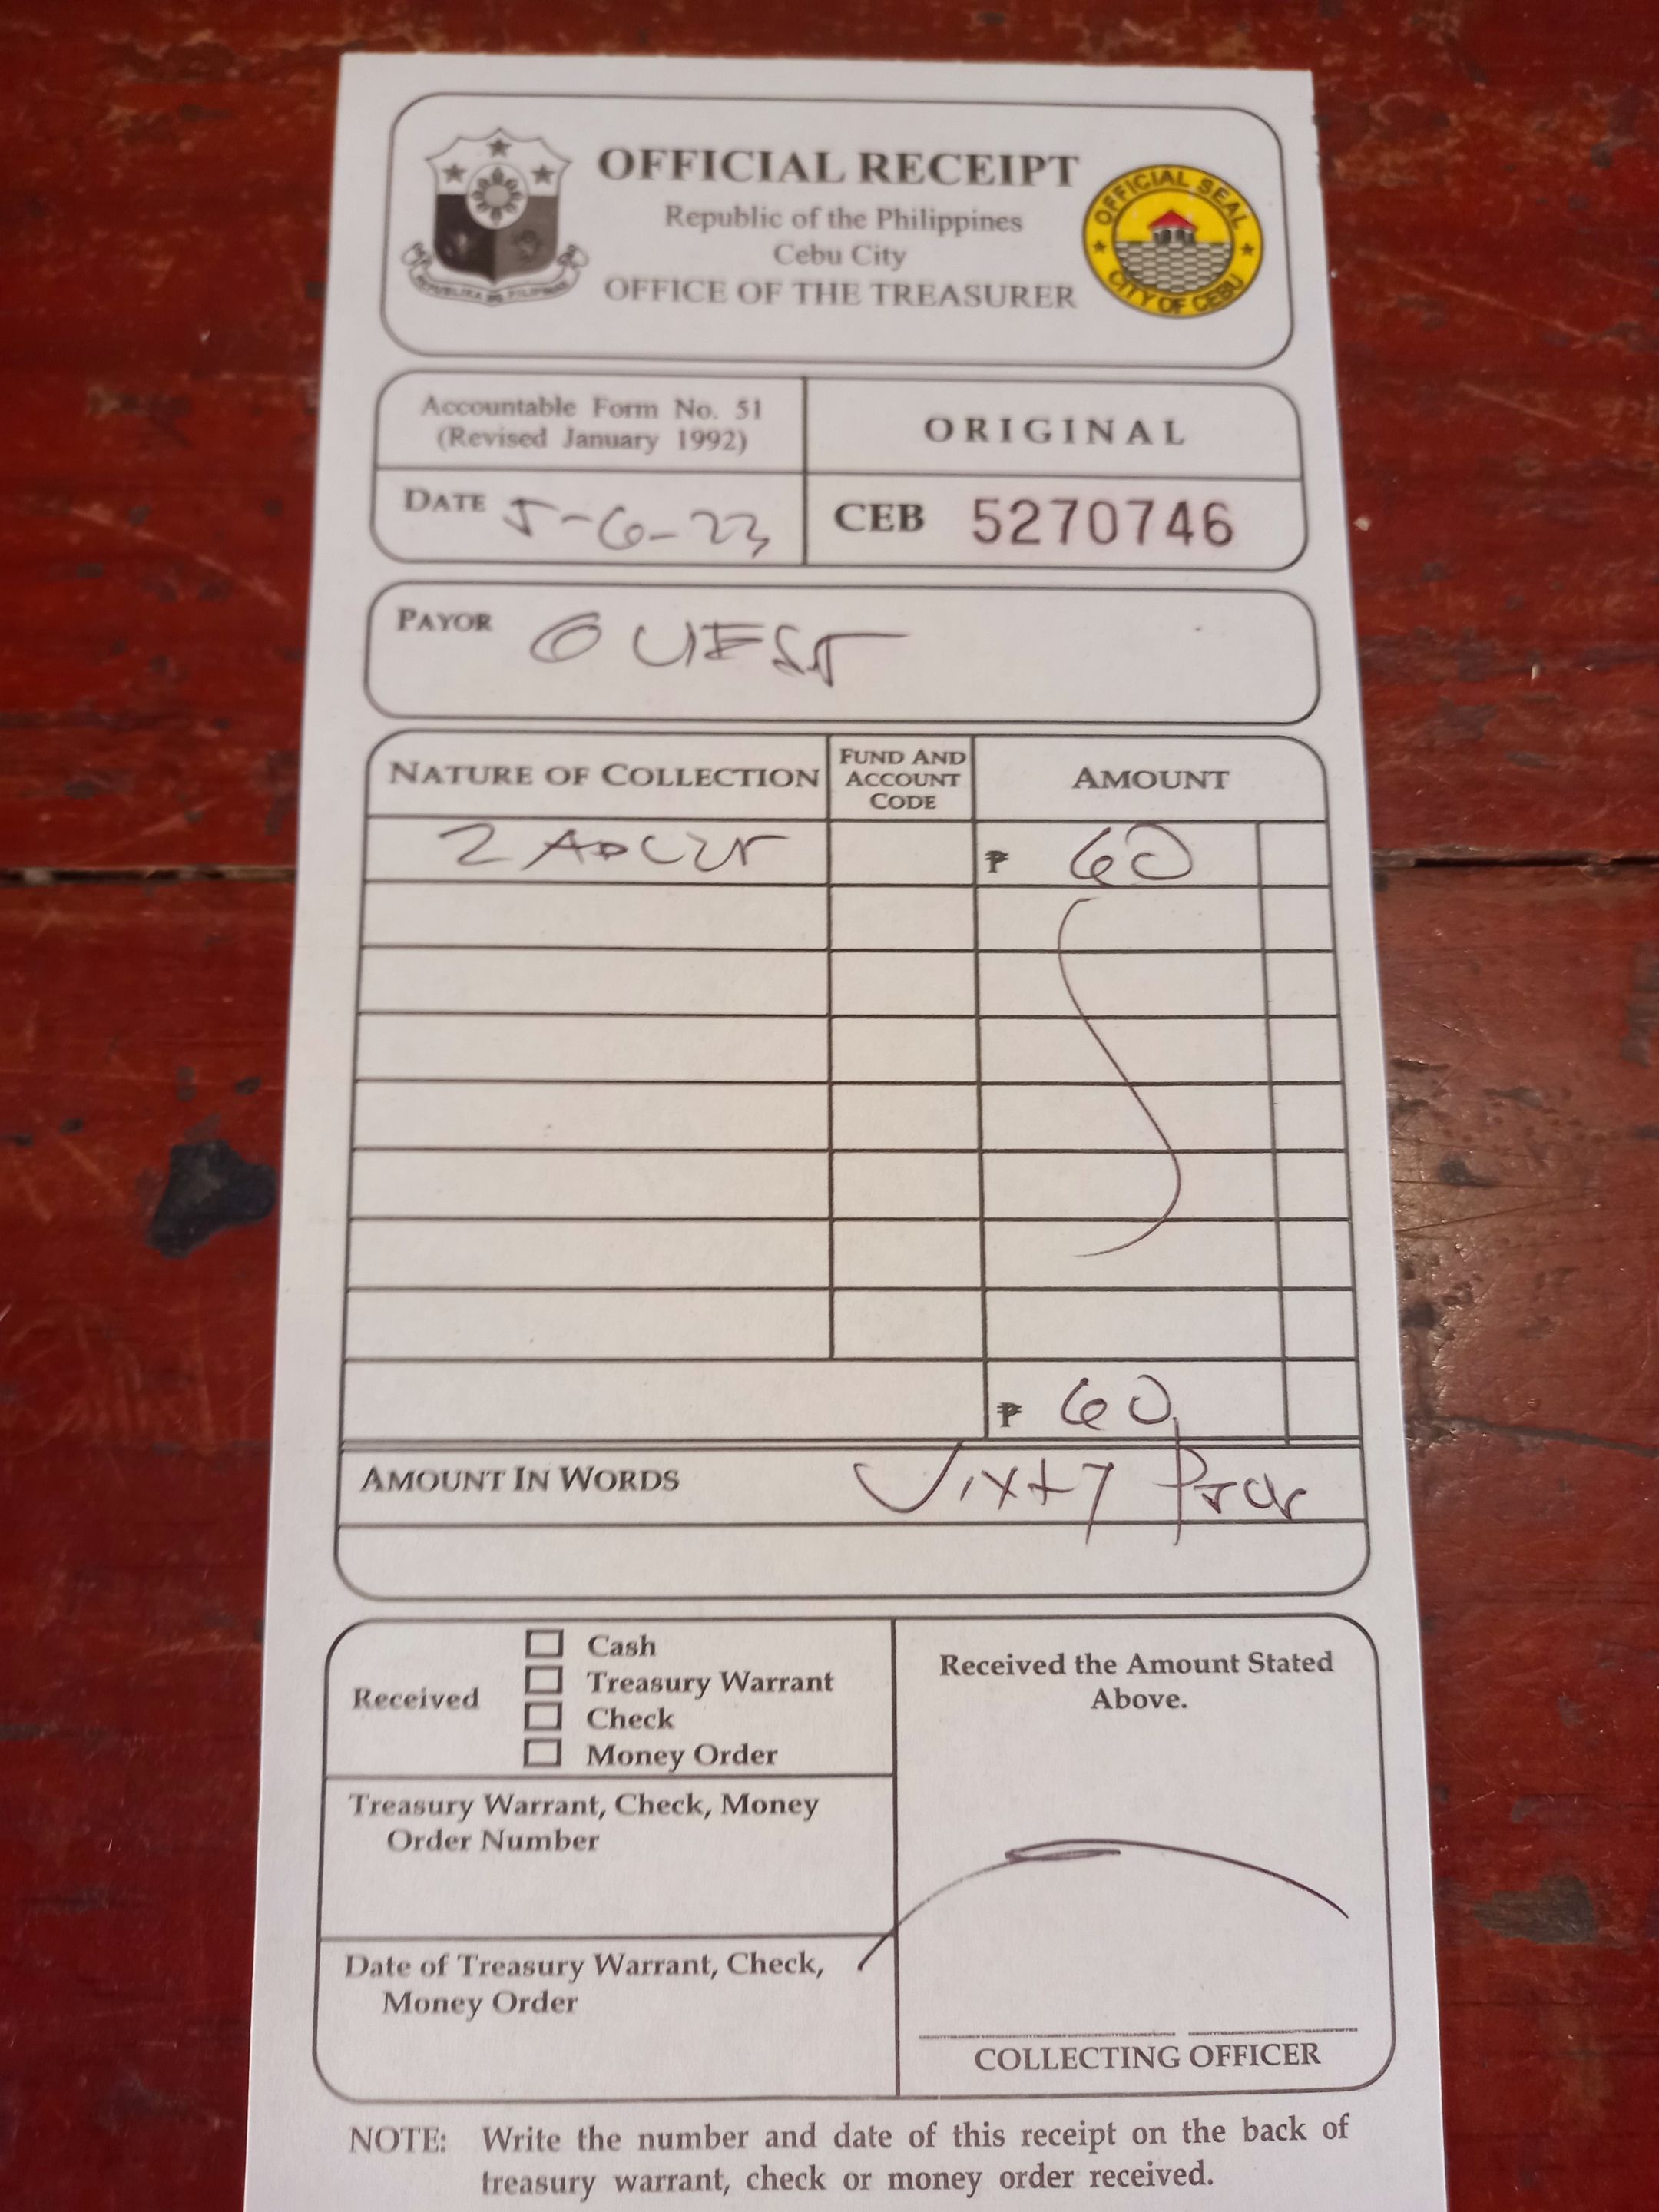 OFFICIAL RECEIPT
Republic of the Philippines
Cebu City
OFFICE OF THE TREASURER
REPUBLIKA NG PILIPINAS
OFFICIAL SEAL
CITY OF CEBU
Accountable Form No. 51
(Revised January 1992)
ORIGINAL
DATE 5-6-23
CEB 5270746
PAYOR GUEST
NATURE OF COLLECTION
FUND AND
ACCOUNT
CODE
AMOUNT
2 ADULT ₱ 60
₱ 60
AMOUNT IN WORDS Sixty
Received
Cash
Treasury Warrant
Check
Money Order
Received the Amount Stated
Above.
Treasury Warrant, Check, Money
Order Number
Date of Treasury Warrant, Check,
Money Order
COLLECTING OFFICER
NOTE: Write the number and date of this receipt on the back of
treasury warrant, check or money order received.